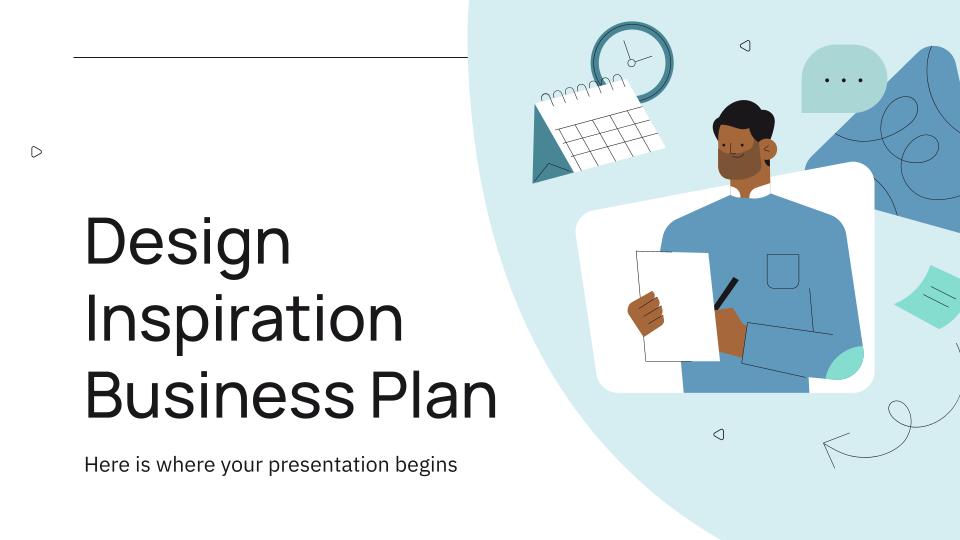 Design
Inspiration
Business Plan
Here is where your presentation begins